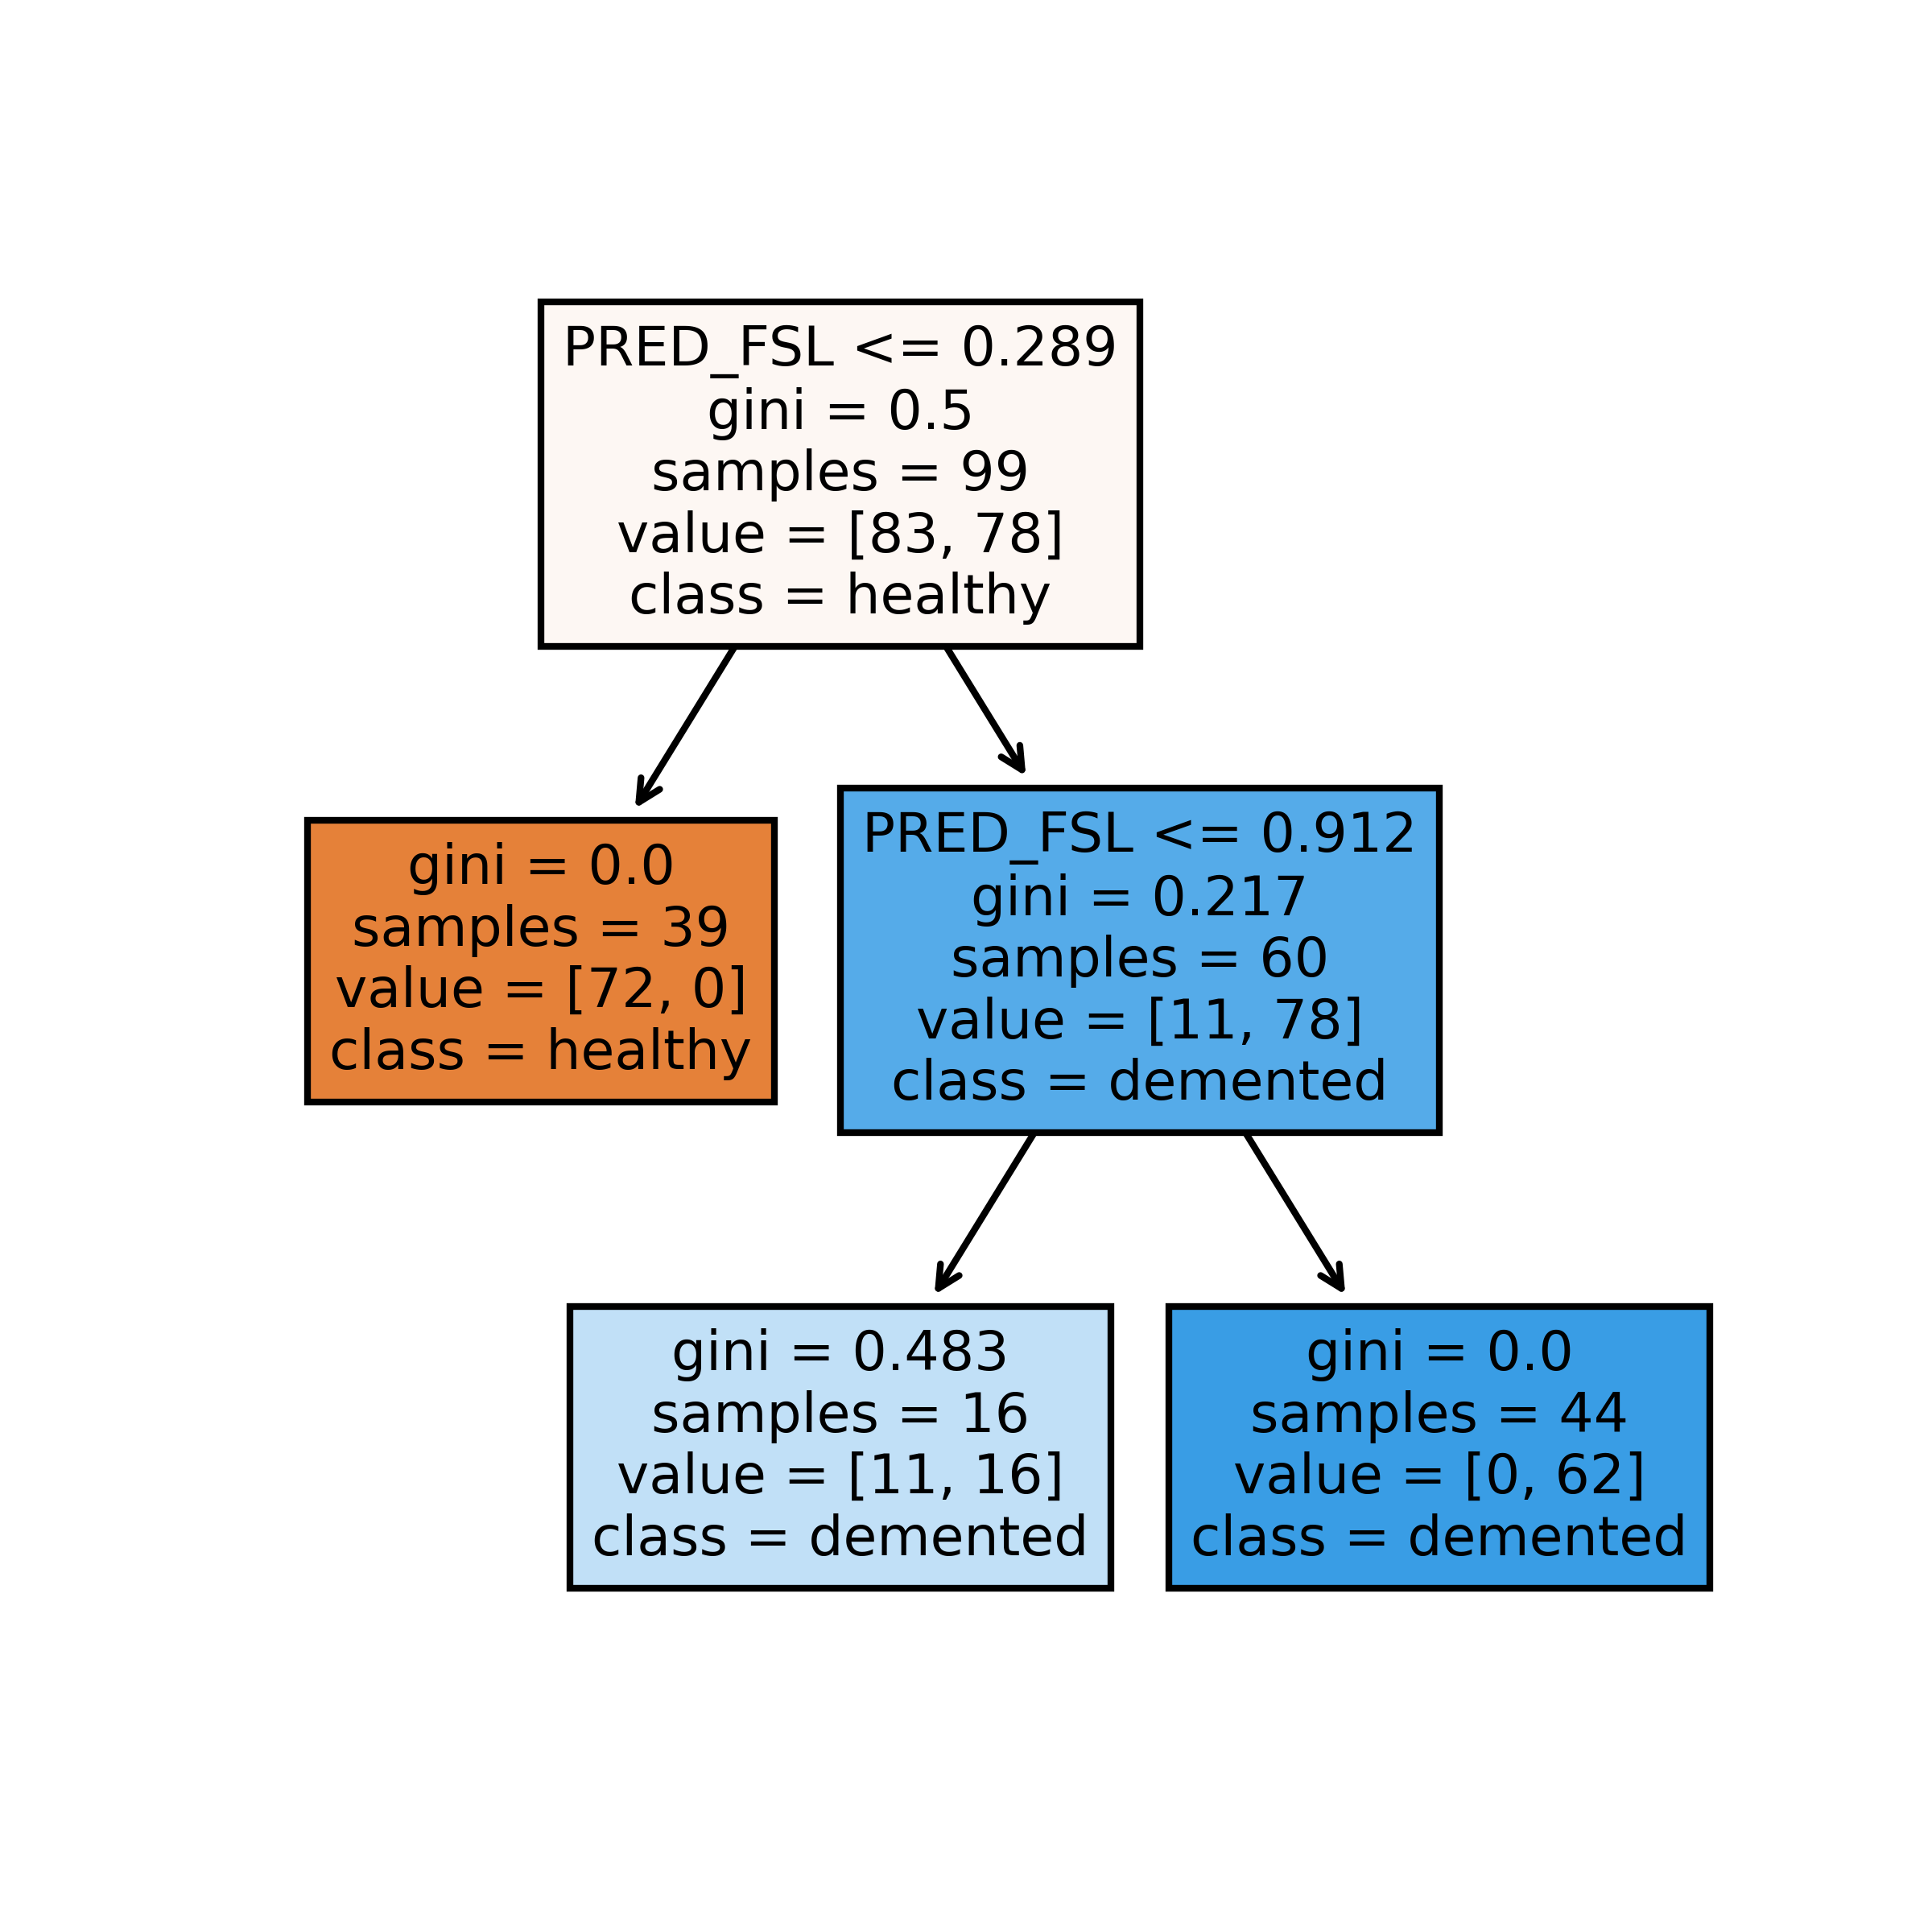 PRED_FSL <= 0.289
gini = 0.5
samples = 99
value = [83, 78]
class = healthy
gini = 0.0
samples = 39
value = [72, 0]
class = healthy
PRED_FSL <= 0.912
gini = 0.217
samples = 60
value = [11, 78]
class = demented
gini = 0.483
samples = 16
value = [11, 16]
class = demented
gini = 0.0
samples = 44
value = [0, 62]
class = demented